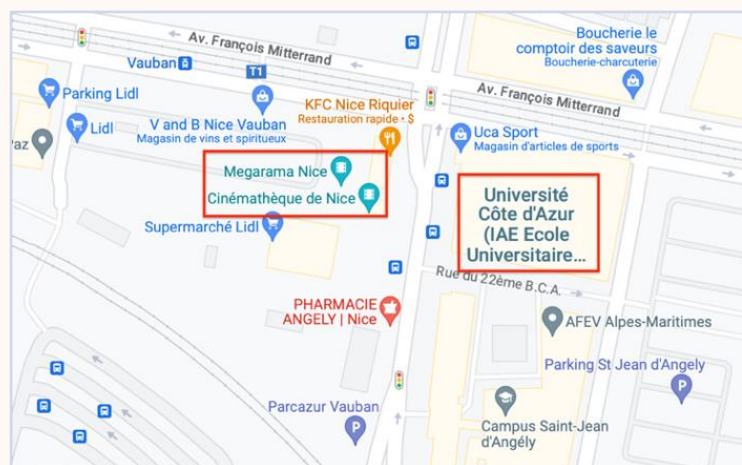 Av. François Mitterrand
Boucherie le
comptoir des saveurs
Boucherie-charcuterie
Vauban
T1
Av. François Mitterrand
Parking Lidl
KFC Nice Riquier
Restauration rapide • $
V and B Nice Vauban
Magasin de vins et spiritueux
Lidl
Uca Sport
Magasin d'articles de sports
Paz
Megarama Nice
Cinémathèque de Nice
Université
Côte d'Azur
(IAE Ecole
Universitaire...
Supermarché Lidl
Rue du 22ème B.C.A.
PHARMACIE
ANGELY | Nice
AFEV Alpes-Maritimes
Parking St Jean d'Angely
P
Parcazur Vauban
P
Campus Saint-Jean
d'Angély